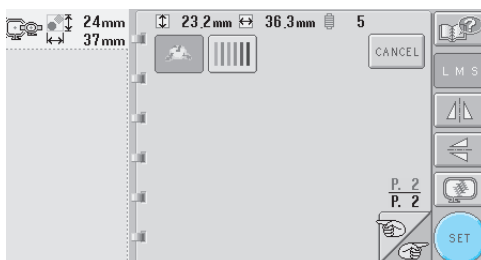 24mm
37mm
23,2mm 36,3mm 5
CANCEL
L M S
P. 2
P. 2
SET